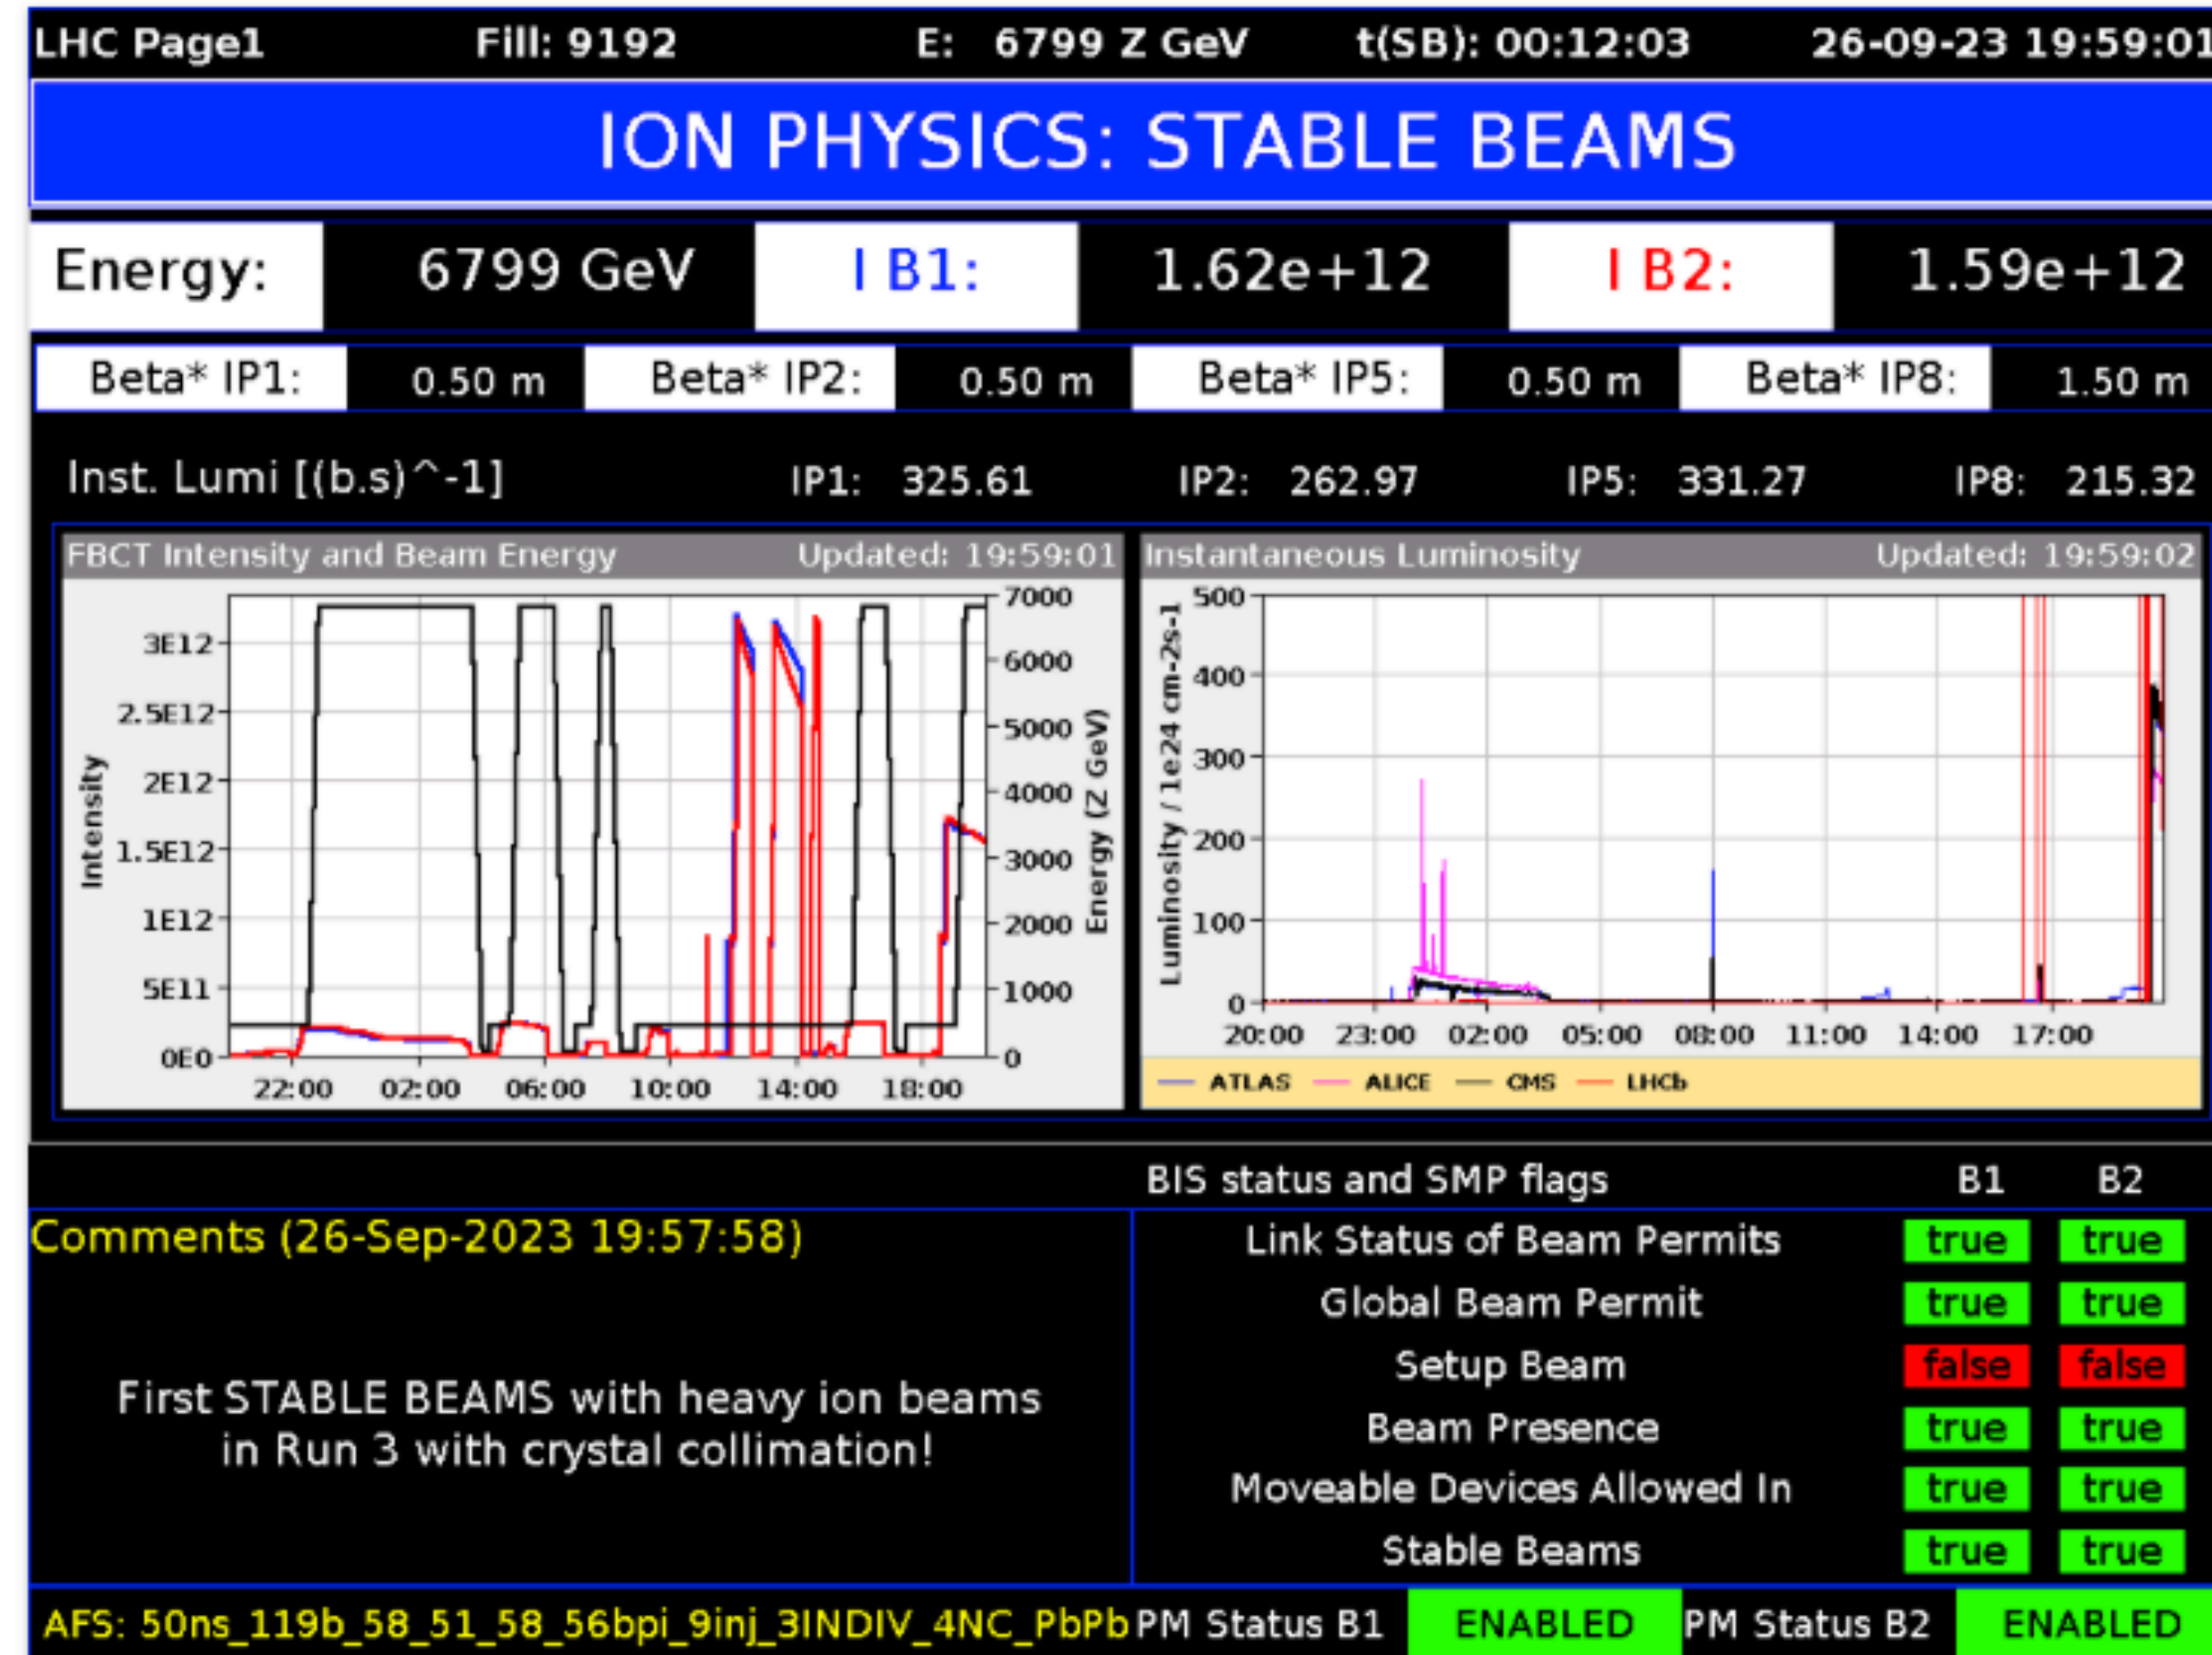 LHC Page1 Fill: 9192 E: 6799 Z GeV t(SB): 00:12:03 26-09-23 19:59:01
ION PHYSICS: STABLE BEAMS
Energy: 6799 GeV I B1: 1.62e+12 I B2: 1.59e+12
Beta* IP1: 0.50 m Beta* IP2: 0.50 m Beta* IP5: 0.50 m Beta* IP8: 1.50 m
Inst. Lumi [(b.s)^-1] IP1: 325.61 IP2: 262.97 IP5: 331.27 IP8: 215.32
FBCT Intensity and Beam Energy Updated: 19:59:01
Intensity
3E12
2.5E12
2E12
1.5E12
1E12
5E11
0E0
7000
6000
5000
4000
3000
2000
1000
0
Energy (Z GeV)
22:00 02:00 06:00 10:00 14:00 18:00
Instantaneous Luminosity Updated: 19:59:02
Luminosity / 1e24 cm-2s-1
500
400
300
200
100
0
20:00 23:00 02:00 05:00 08:00 11:00 14:00 17:00
ATLAS ALICE CMS LHCb
BIS status and SMP flags B1 B2
Comments (26-Sep-2023 19:57:58)
First STABLE BEAMS with heavy ion beams
in Run 3 with crystal collimation!
Link Status of Beam Permits true true
Global Beam Permit true true
Setup Beam false false
Beam Presence true true
Moveable Devices Allowed In true true
Stable Beams true true
AFS: 50ns_119b_58_51_58_56bpi_9inj_3INDIV_4NC_PbPb PM Status B1 ENABLED PM Status B2 ENABLED